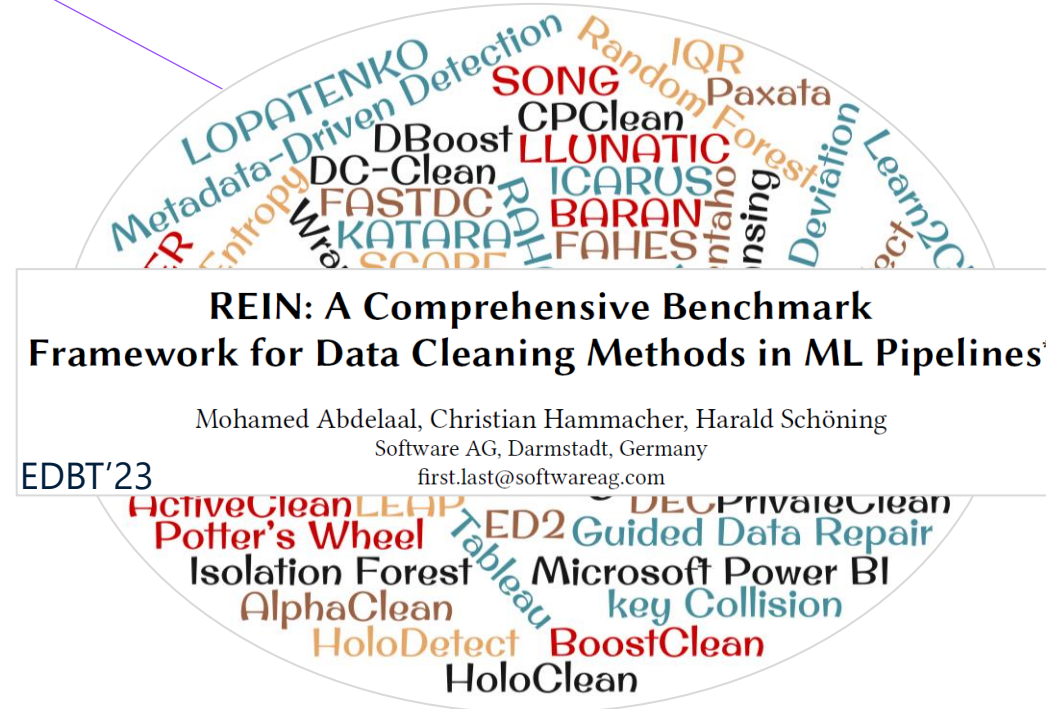 LOPATENKO
Metadata-Driven Detection
SONG
Random Forest
IQR
Paxata
DBoost
CPClean
LLUNATIC
DC-Clean
ICARUS
FASTDC
BARAN
KATARA
FAHES
Entropy
Deviation
REIN: A Comprehensive Benchmark
Framework for Data Cleaning Methods in ML Pipelines*
Mohamed Abdelaal, Christian Hammacher, Harald Schöning
Software AG, Darmstadt, Germany
first.last@softwareag.com
EDBT'23
ActiveClean
LEAP
PrivateClean
Potter's Wheel
Tableau
ED2
Guided Data Repair
Isolation Forest
Microsoft Power BI
AlphaClean
key Collision
HoloDetect
BoostClean
HoloClean